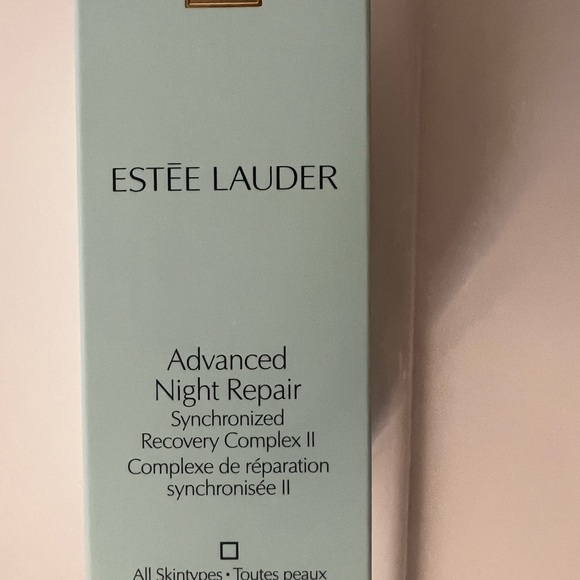 ESTĒE LAUDER
Advanced
Night Repair
Synchronized
Recovery Complex II
Complexe de réparation
synchronisée II
All Skintypes • Toutes peaux